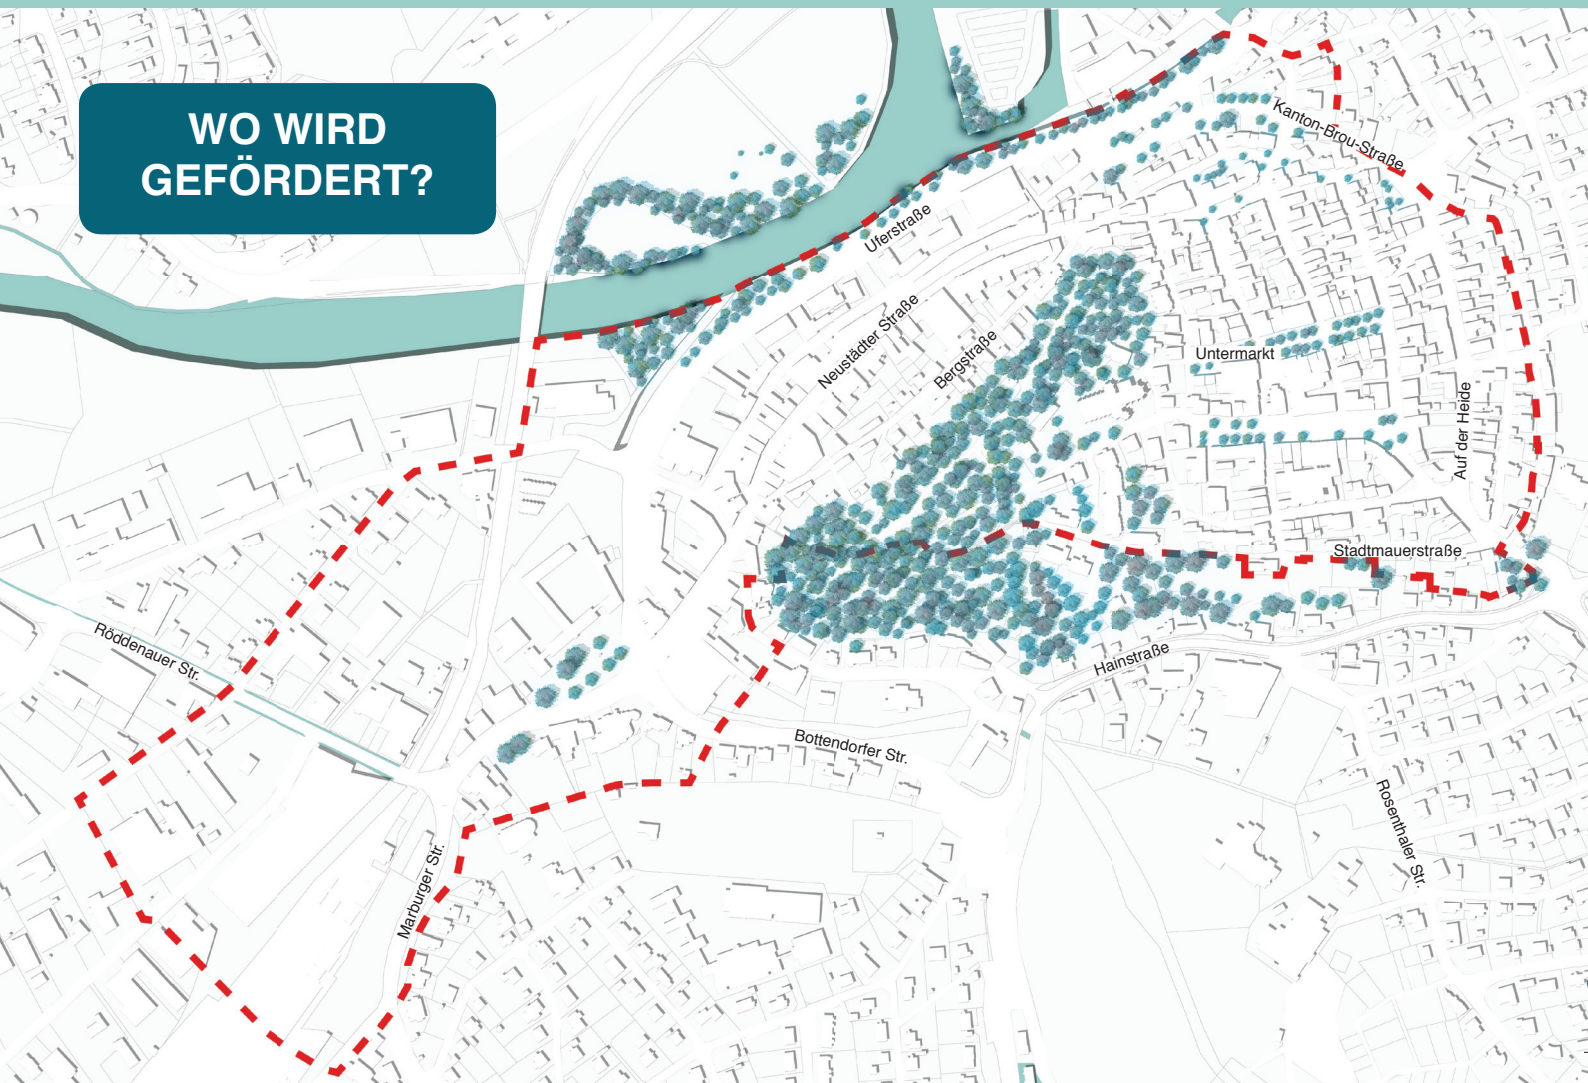 WO WIRD
GEFÖRDERT?
Kanton-Brou-Straße
Uferstraße
Neustädter Straße
Bergstraße
Untermarkt
Auf der Heide
Stadtmauerstraße
Röddenauer Str.
Hainstraße
Bottendorfer Str.
Rosenthaler Str.
Marburger Str.